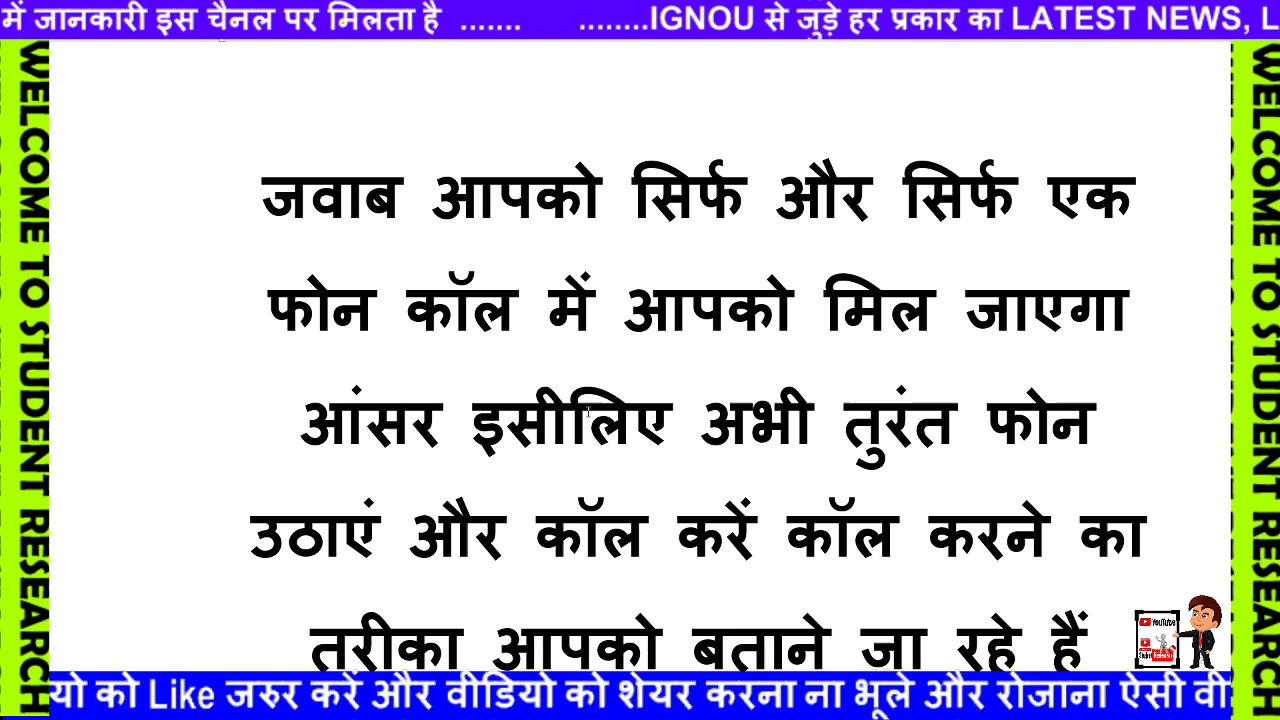 में जानकारी इस चैनल पर मिलता है ....... ........IGNOU से जुड़े हर प्रकार का LATEST NEWS, L
WELCOME TO STUDENT RESEARCH
जवाब आपको सिर्फ और सिर्फ एक
फोन कॉल में आपको मिल जाएगा
आंसर इसीलिए अभी तुरंत फोन
उठाएं और कॉल करें कॉल करने का
तरीका आपको बताने जा रहे हैं
WELCOME TO STUDENT RESEARCH
YouTube
यो को Like जरुर करें और वीडियो को शेयर करना ना भूले और रोजाना ऐसी वी